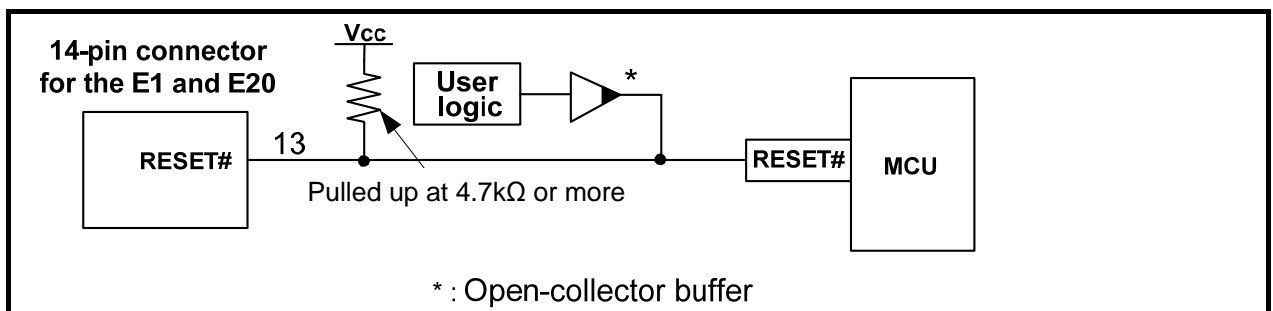 14-pin connector
for the E1 and E20
Vcc
User
logic
*
RESET#
13
RESET#
MCU
Pulled up at 4.7kΩ or more
* : Open-collector buffer